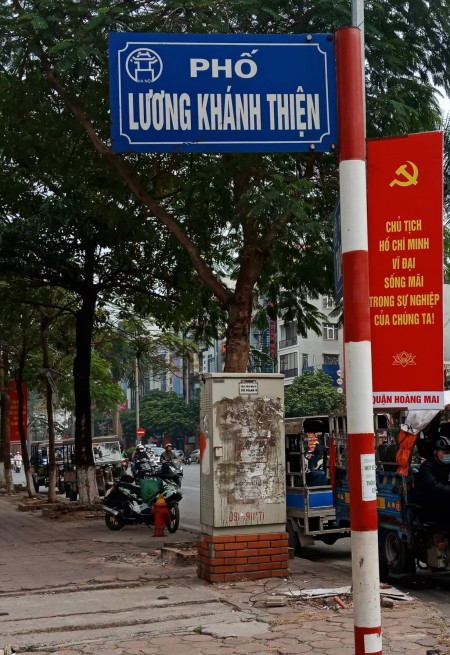 PHỐ
LƯƠNG KHÁNH THIỆN
CHỦ TỊCH
HỒ CHÍ MINH
VĨ ĐẠI
SỐNG MÃI
TRONG SỰ NGHIỆP
CỦA CHÚNG TA!
QUẬN HOÀNG MAI